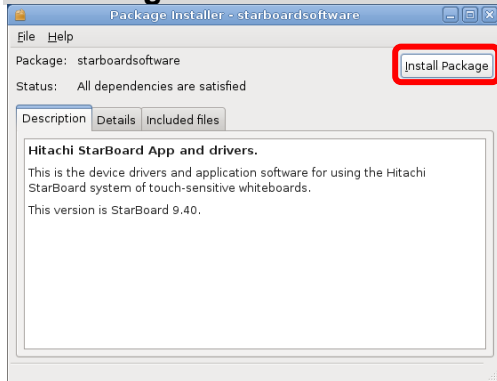 Package Installer - starboardsoftware
File Help
Package: starboardsoftware
Install Package
Status: All dependencies are satisfied
Description Details Included files
Hitachi StarBoard App and drivers.
This is the device drivers and application software for using the Hitachi
StarBoard system of touch-sensitive whiteboards.
This version is StarBoard 9.40.